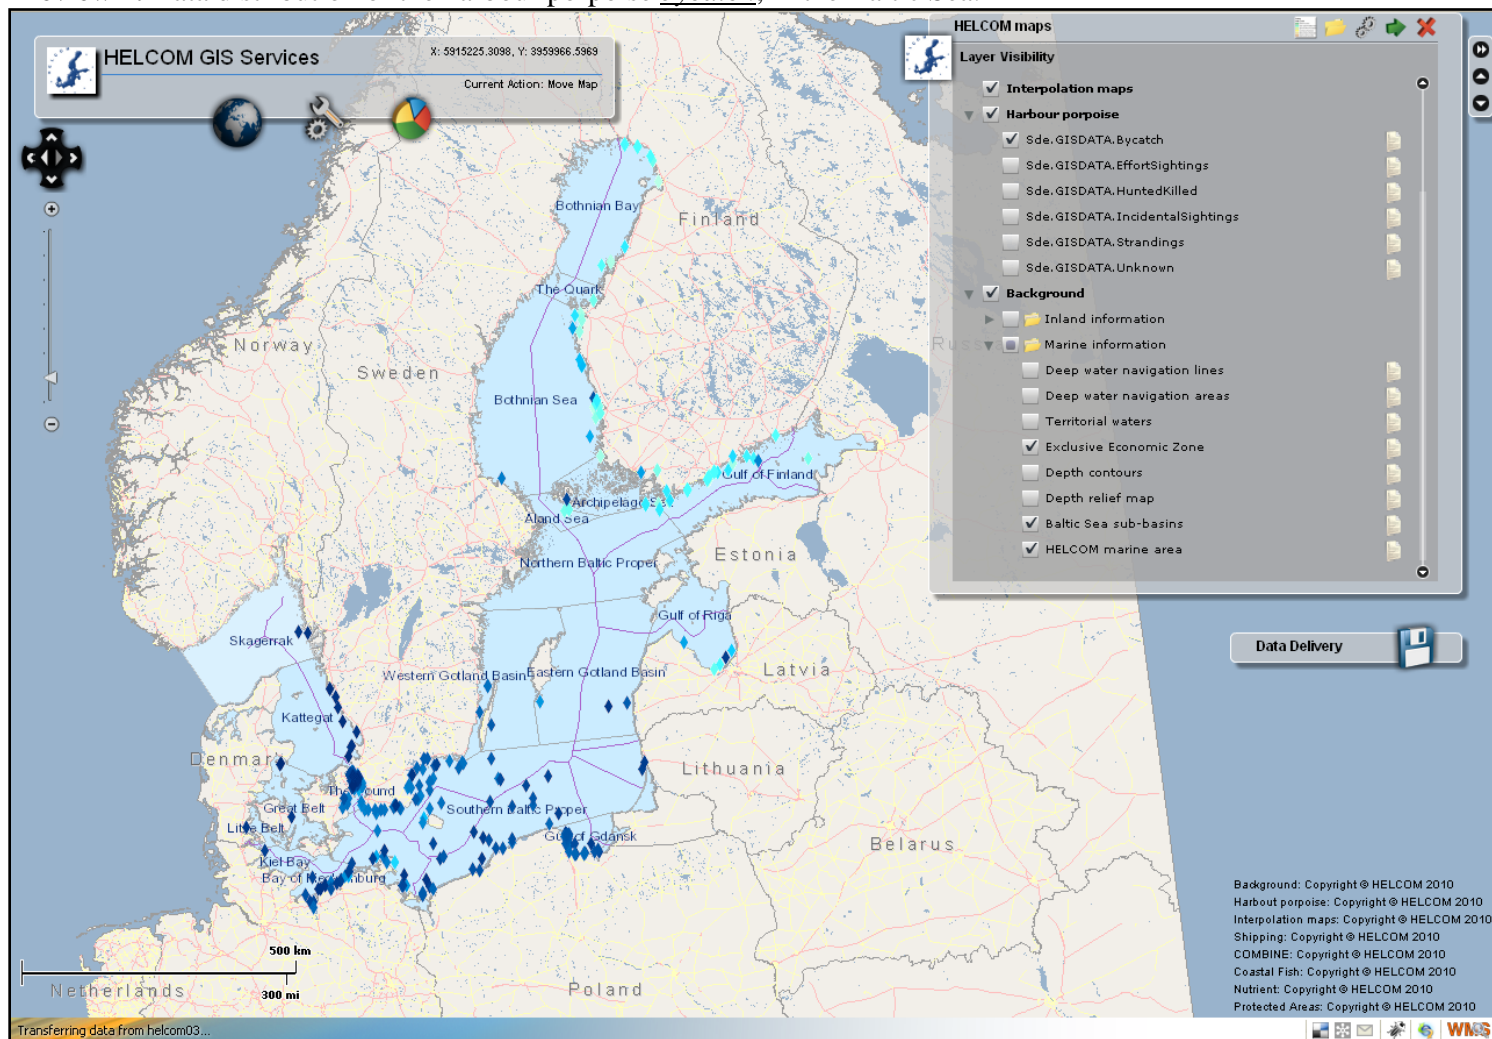 HELCOM GIS Services
X: 5915225.3098, Y: 3959966.5969
Current Action: Move Map
HELCOM maps
Layer Visibility
Interpolation maps
Harbour porpoise
Sde.GISDATA.Bycatch
Sde.GISDATA.EffortSightings
Sde.GISDATA.HuntedKilled
Sde.GISDATA.IncidentalSightings
Sde.GISDATA.Strandings
Sde.GISDATA.Unknown
Background
Inland information
Marine information
Deep water navigation lines
Deep water navigation areas
Territorial waters
Exclusive Economic Zone
Depth contours
Depth relief map
Baltic Sea sub-basins
HELCOM marine area
Data Delivery
Bothnian Bay
Finland
The Quark
Norway
Sweden
Bothnian Sea
Gulf of Finland
Archipelago S
Aland Sea
Northern Baltic Proper
Estonia
Gulf of Riga
Skagerrak
Western Gotland Basin
Eastern Gotland Basin
Latvia
Kattegat
Denmark
Lithuania
The Sound
Great Belt
Southern Baltic Proper
Little Belt
Gulf of Gdansk
Belarus
Kiel Bay
Bay of Mecklenburg
500 km
300 mi
Netherlands
Poland
Background: Copyright © HELCOM 2010
Harbout porpoise: Copyright © HELCOM 2010
Interpolation maps: Copyright © HELCOM 2010
Shipping: Copyright © HELCOM 2010
COMBINE: Copyright © HELCOM 2010
Coastal Fish: Copyright © HELCOM 2010
Nutrient: Copyright © HELCOM 2010
Protected Areas: Copyright © HELCOM 2010
Transferring data from helcom03...
WMS